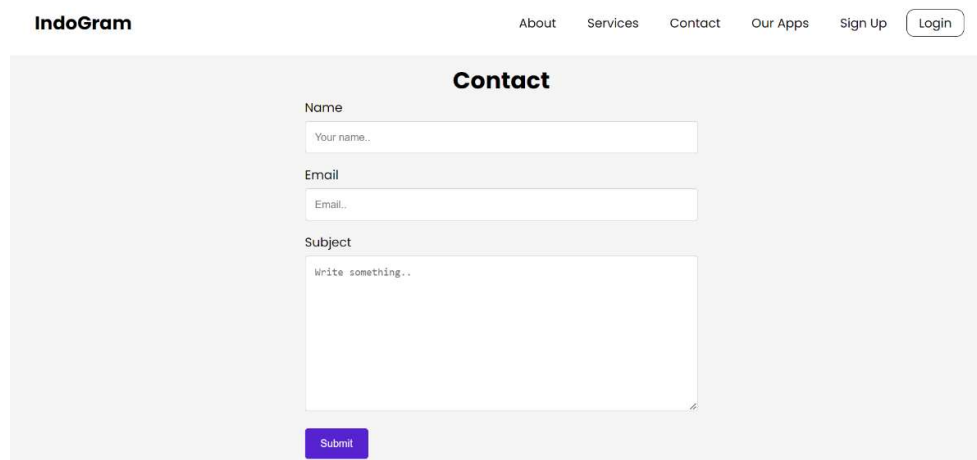 IndoGram About Services Contact Our Apps Sign Up Login
Contact
Name
Your name..
Email
Email..
Subject
Write something..
Submit